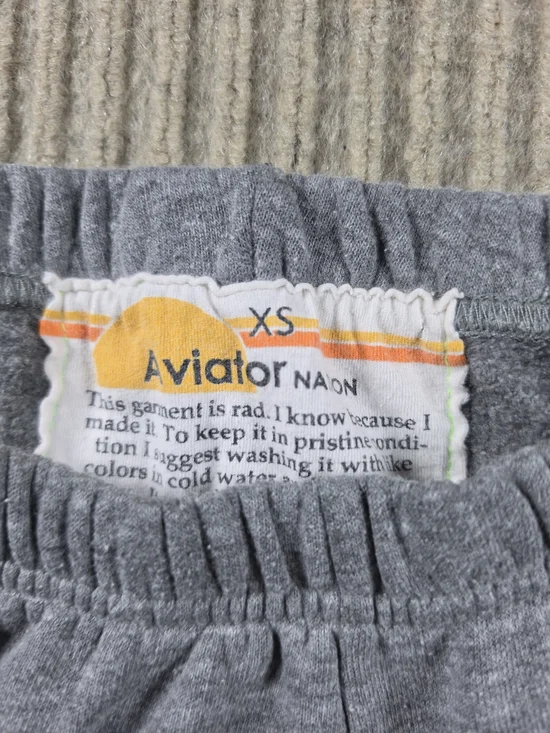 XS
Aviator NATION
This garment is rad. I know because I
made it. To keep it in pristine condi-
tion I suggest washing it with like
colors in cold water